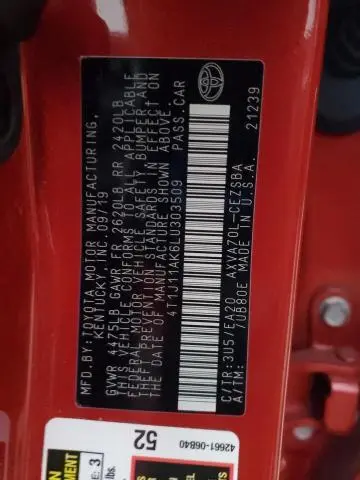 MFD.BY:TOYOTA MOTOR MANUFACTURING,
KENTUCKY, INC. 09/19
GVWR 4575LB GAWR FR 2620LB RR 2420LB
THIS VEHICLE CONFORMS TO ALL APPLICABLE
FEDERAL MOTOR VEHICLE SAFETY, BUMPER, AND
THEFT PREVENTION STANDARDS IN EFFECT ON
THE DATE OF MANUFACTURE SHOWN ABOVE.
4T1J11AK6LU303509 PASS.CAR
C/TR:3U5/EA20 AXVA70L-CEZSBA
A/TM: /UB80E MADE IN U.S.A.
21239
42661-06B40
52